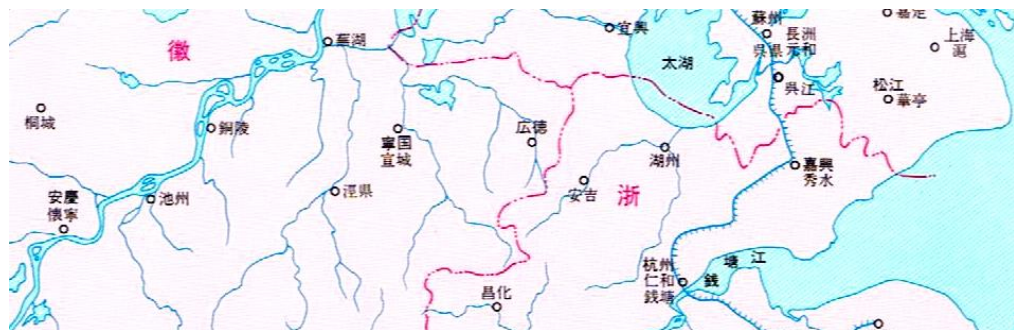 徽
蕪湖
宜興
蘇州
長洲
呉県元和
嘉定
上海
滬
太湖
呉江
松江
華亭
桐城
銅陵
寧国
宣城
広徳
湖州
嘉興
秀水
安慶
懐寧
池州
涇県
安吉
浙
杭州
仁和
銭塘
銭塘江
昌化